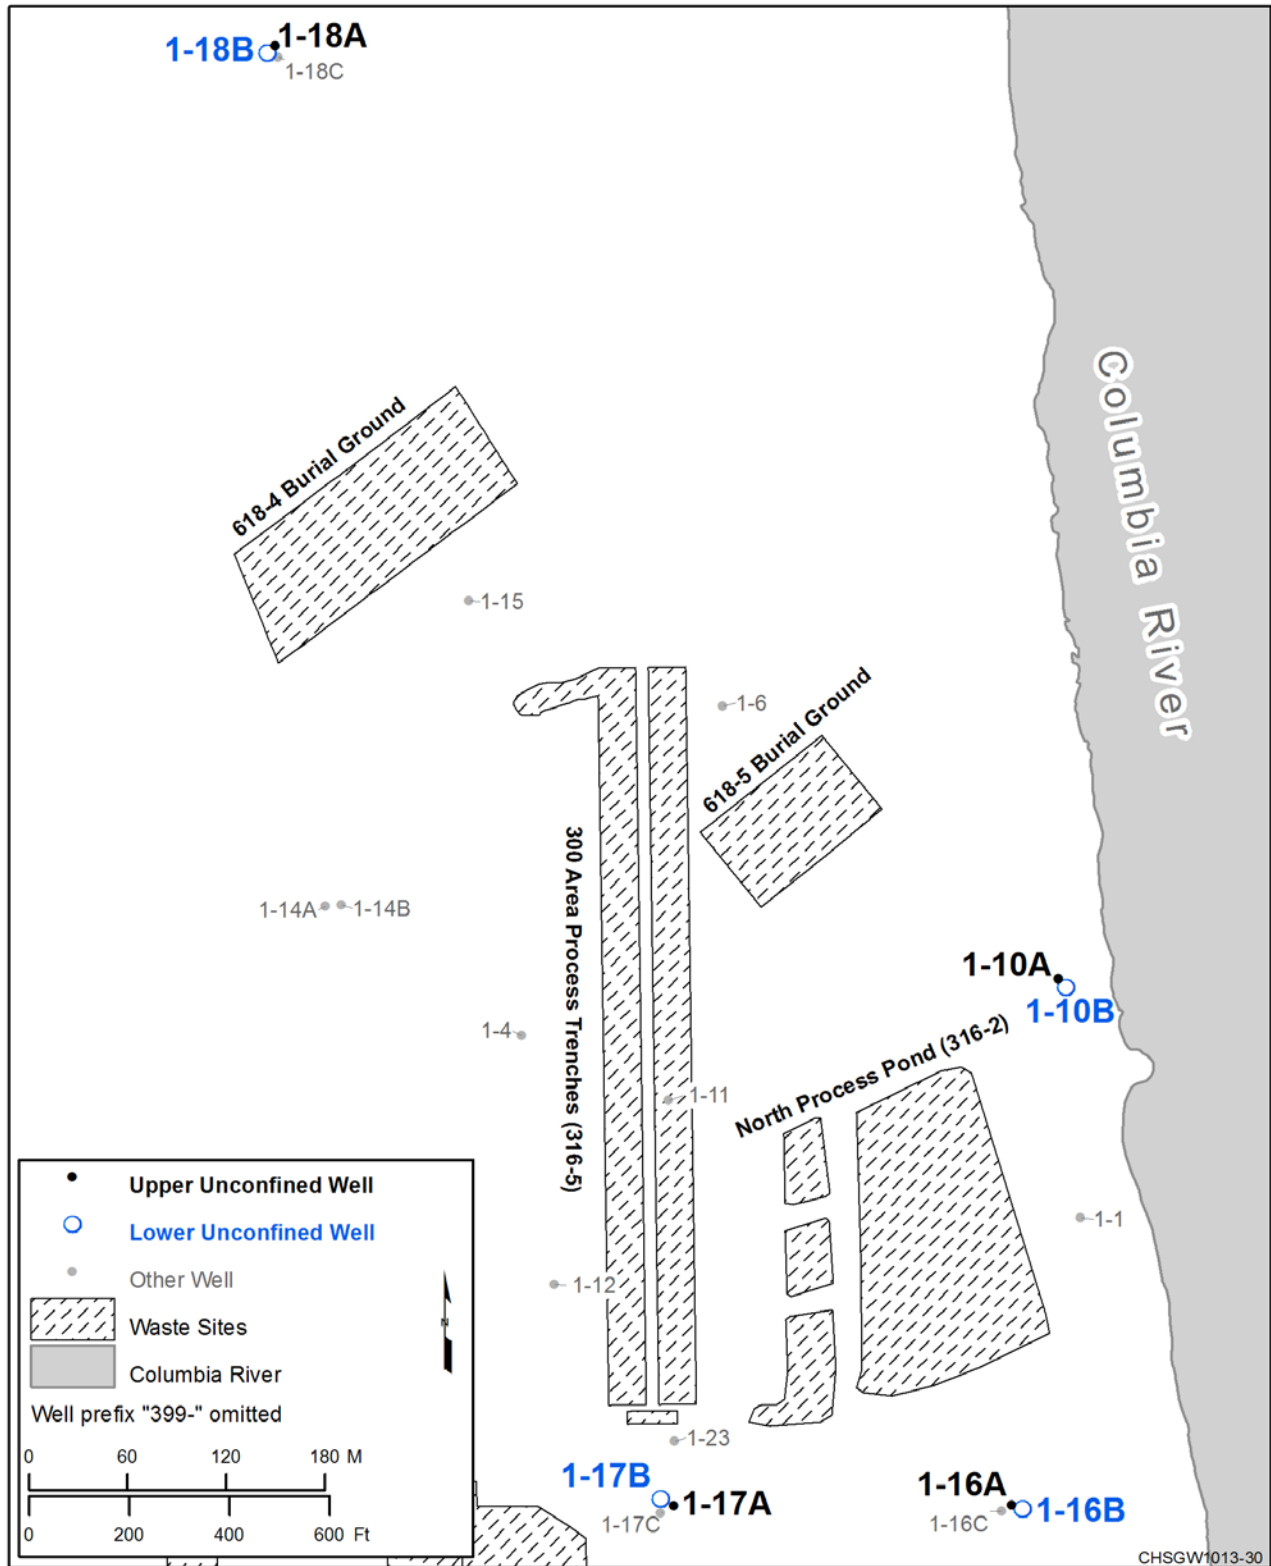 1-18A
1-18B
1-18C
Columbia River
618-4 Burial Ground
1-15
1-6
618-5 Burial Ground
300 Area Process Trenches (316-5)
1-14A
1-14B
1-10A
1-10B
1-4
North Process Pond (316-2)
1-11
1-1
1-12
1-23
1-17B
1-17A
1-17C
1-16A
1-16B
1-16C
Upper Unconfined Well
Lower Unconfined Well
Other Well
Waste Sites
Columbia River
Well prefix "399-" omitted
N
0 60 120 180 M
0 200 400 600 Ft
CHSGW1013-30